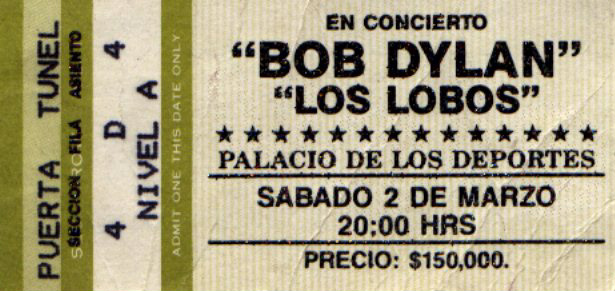 PUERTA TUNEL
SECCION FILA ASIENTO
4 D 4
NIVEL A
ADMIT ONE THIS DATE ONLY
EN CONCIERTO
“BOB DYLAN”
“LOS LOBOS”
PALACIO DE LOS DEPORTES
SABADO 2 DE MARZO
20:00 HRS
PRECIO: $150,000.